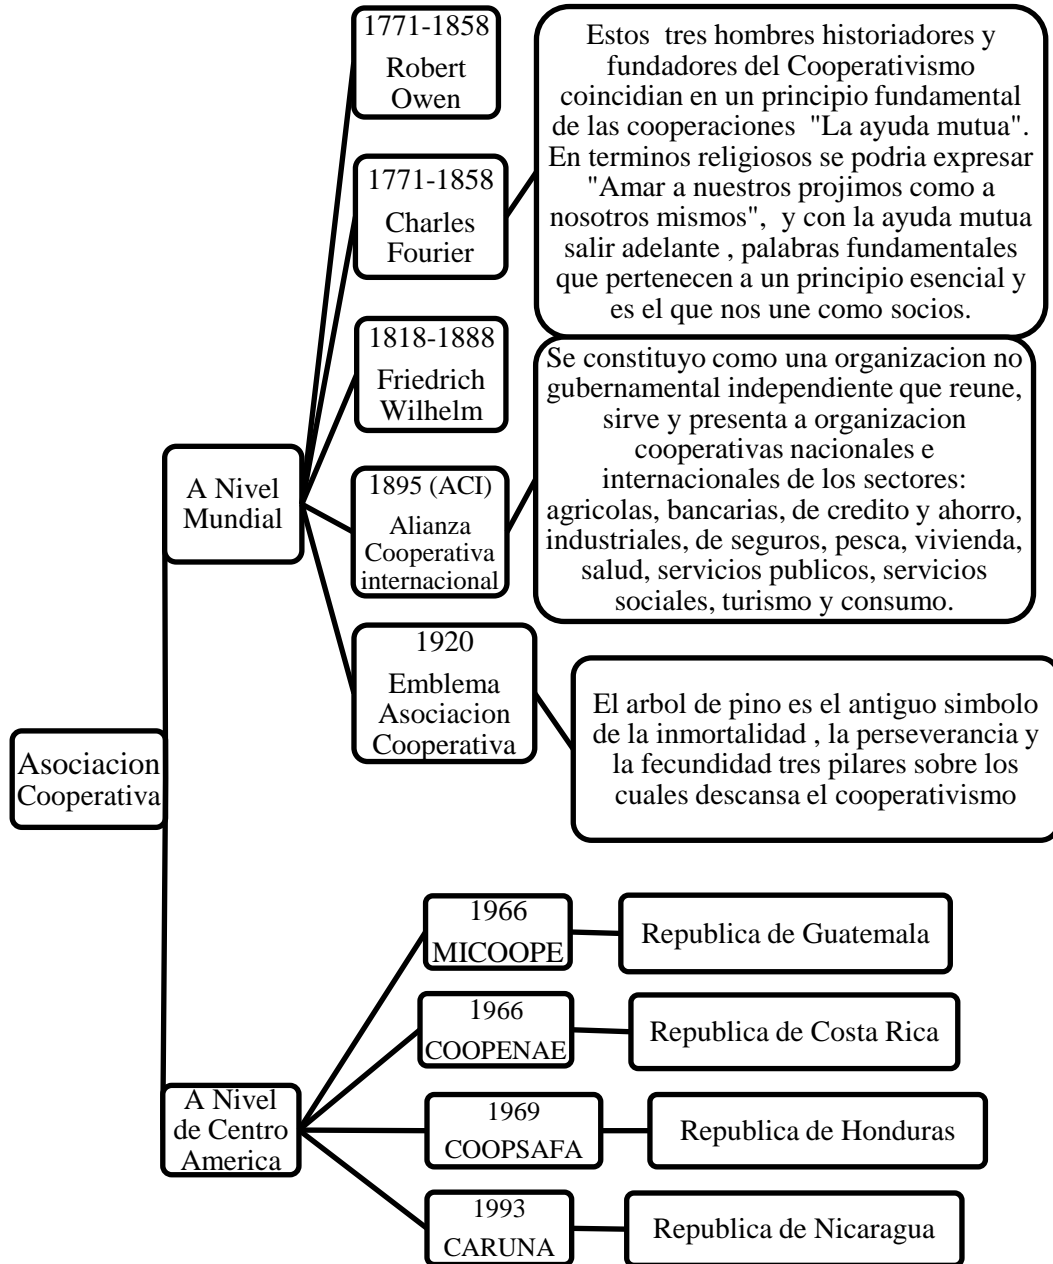 1771-1858
Robert
Owen
Estos tres hombres historiadores y
fundadores del Cooperativismo
coincidian en un principio fundamental
de las cooperaciones "La ayuda mutua".
En terminos religiosos se podria expresar
"Amar a nuestros projimos como a
nosotros mismos", y con la ayuda mutua
salir adelante , palabras fundamentales
que pertenecen a un principio esencial y
es el que nos une como socios.
1771-1858
Charles
Fourier
1818-1888
Friedrich
Wilhelm
Se constituyo como una organizacion no
gubernamental independiente que reune,
sirve y presenta a organizacion
cooperativas nacionales e
internacionales de los sectores:
agricolas, bancarias, de credito y ahorro,
industriales, de seguros, pesca, vivienda,
salud, servicios publicos, servicios
sociales, turismo y consumo.
A Nivel
Mundial
1895 (ACI)
Alianza
Cooperativa
internacional
1920
Emblema
Asociacion
Cooperativa
El arbol de pino es el antiguo simbolo
de la inmortalidad , la perseverancia y
la fecundidad tres pilares sobre los
cuales descansa el cooperativismo
Asociacion
Cooperativa
1966
MICOOPE
Republica de Guatemala
1966
COOPENAE
Republica de Costa Rica
A Nivel
de Centro
America
1969
COOPSAFA
Republica de Honduras
1993
CARUNA
Republica de Nicaragua